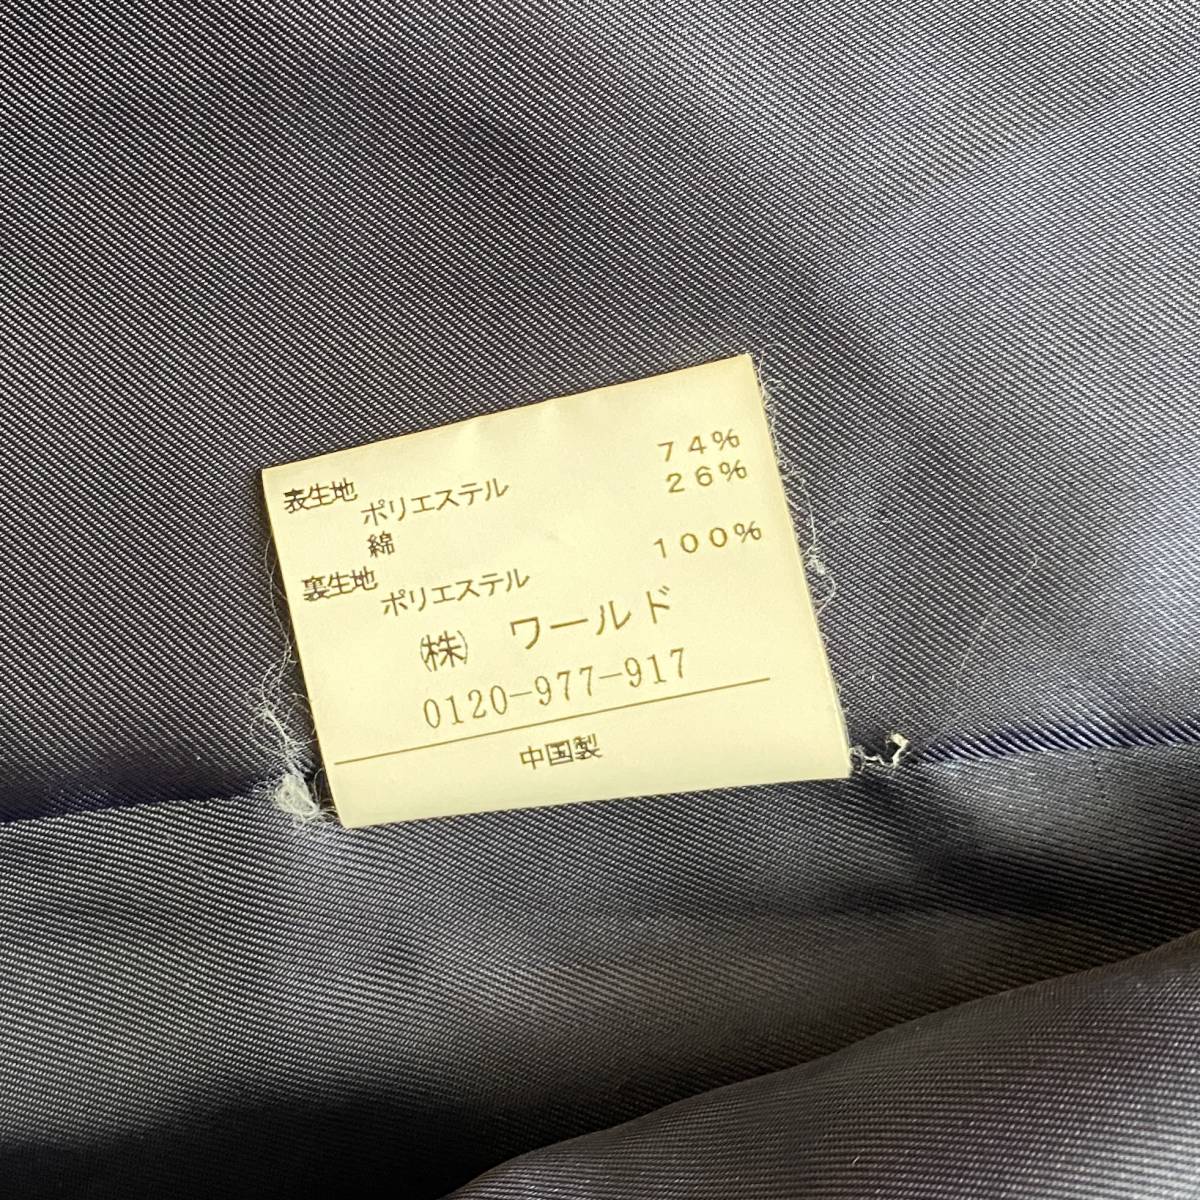 表生地
ポリエステル ７４％
綿 ２６％
裏生地
ポリエステル １００％
㈱ ワールド
0120-977-917
中国製